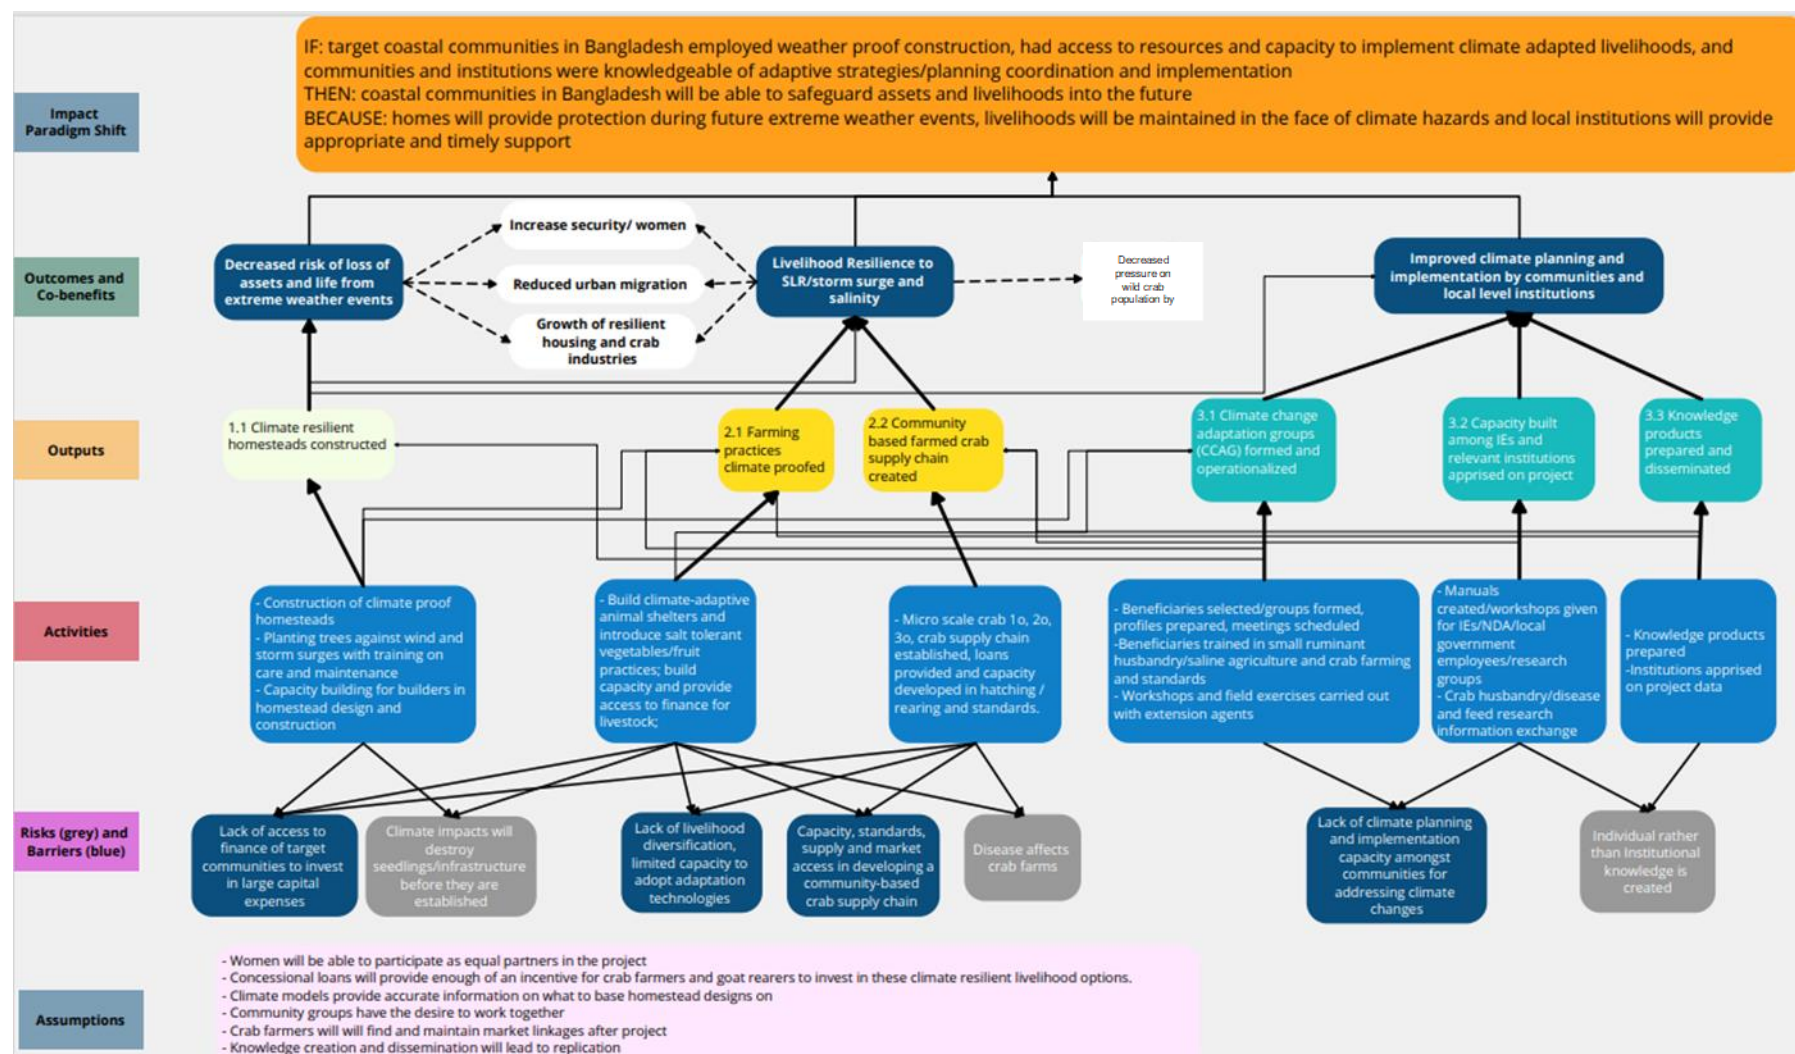 IF: target coastal communities in Bangladesh employed weather proof construction, had access to resources and capacity to implement climate adapted livelihoods, and
communities and institutions were knowledgeable of adaptive strategies/planning coordination and implementation
THEN: coastal communities in Bangladesh will be able to safeguard assets and livelihoods into the future
BECAUSE: homes will provide protection during future extreme weather events, livelihoods will be maintained in the face of climate hazards and local institutions will provide
appropriate and timely support
Impact
Paradigm Shift
Outcomes and
Co-benefits
Decreased risk of loss of
assets and life from
extreme weather events
Increase security/ women
Reduced urban migration
Growth of resilient
housing and crab
industries
Livelihood Resilience to
SLR/storm surge and
salinity
Decreased
pressure on
wild crab
population by
Improved climate planning and
implementation by communities and
local level institutions
Outputs
1.1 Climate resilient
homesteads constructed
2.1 Farming
practices
climate proofed
2.2 Community
based farmed crab
supply chain
created
3.1 Climate change
adaptation groups
(CCAG) formed and
operationalized
3.2 Capacity built
among IEs and
relevant institutions
apprised on project
3.3 Knowledge
products
prepared and
disseminated
Activities
- Construction of climate proof
homesteads
- Planting trees against wind and
storm surges with training on
care and maintenance
- Capacity building for builders in
homestead design and
construction
- Build climate-adaptive
animal shelters and
introduce salt tolerant
vegetables/fruit
practices; build
capacity and provide
access to finance for
livestock;
- Micro scale crab 1o, 2o,
3o, crab supply chain
established, loans
provided and capacity
developed in hatching /
rearing and standards.
- Beneficiaries selected/groups formed,
profiles prepared, meetings scheduled
-Beneficiaries trained in small ruminant
husbandry/saline agriculture and crab farming
and standards
- Workshops and field exercises carried out
with extension agents
- Manuals
created/workshops given
for IEs/NDA/local
government
employees/research
groups
- Crab husbandry/disease
and feed research
information exchange
- Knowledge products
prepared
-Institutions apprised
on project data
Risks (grey) and
Barriers (blue)
Lack of access to
finance of target
communities to invest
in large capital
expenses
Climate impacts will
destroy
seedlings/infrastructure
before they are
established
Lack of livelihood
diversification,
limited capacity to
adopt adaptation
technologies
Capacity, standards,
supply and market
access in developing a
community-based
crab supply chain
Disease affects
crab farms
Lack of climate planning
and implementation
capacity amongst
communities for
addressing climate
changes
Individual rather
than Institutional
knowledge is
created
Assumptions
- Women will be able to participate as equal partners in the project
- Concessional loans will provide enough of an incentive for crab farmers and goat rearers to invest in these climate resilient livelihood options.
- Climate models provide accurate information on what to base homestead designs on
- Community groups have the desire to work together
- Crab farmers will will find and maintain market linkages after project
- Knowledge creation and dissemination will lead to replication